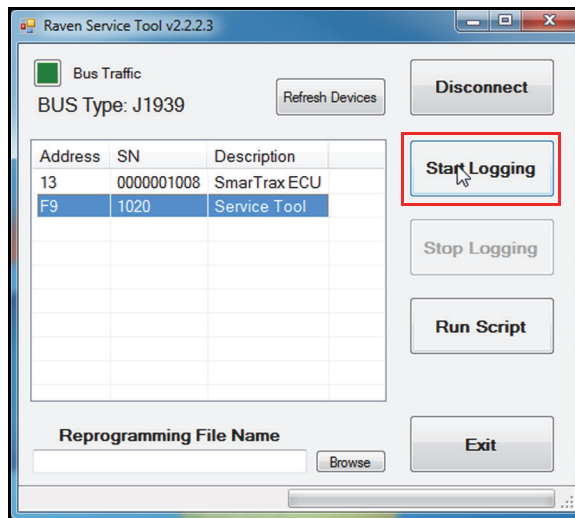 Raven Service Tool v2.2.2.3
Bus Traffic
BUS Type: J1939
Refresh Devices
Disconnect
Address SN Description
13 0000001008 SmarTrax ECU
F9 1020 Service Tool
Start Logging
Stop Logging
Run Script
Reprogramming File Name
Browse
Exit